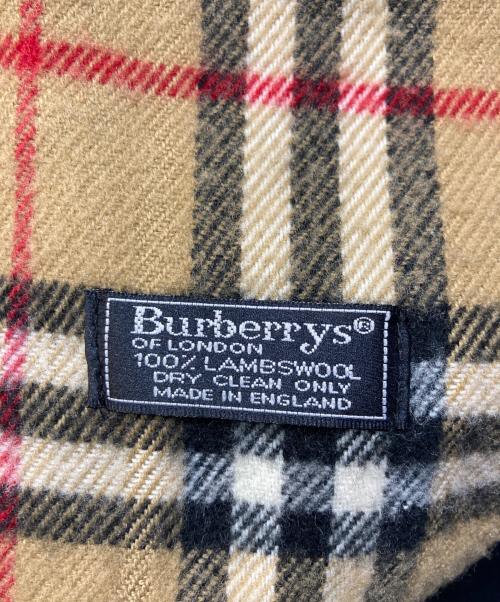 Burberrys®
OF LONDON
100% LAMBSWOOL
DRY CLEAN ONLY
MADE IN ENGLAND